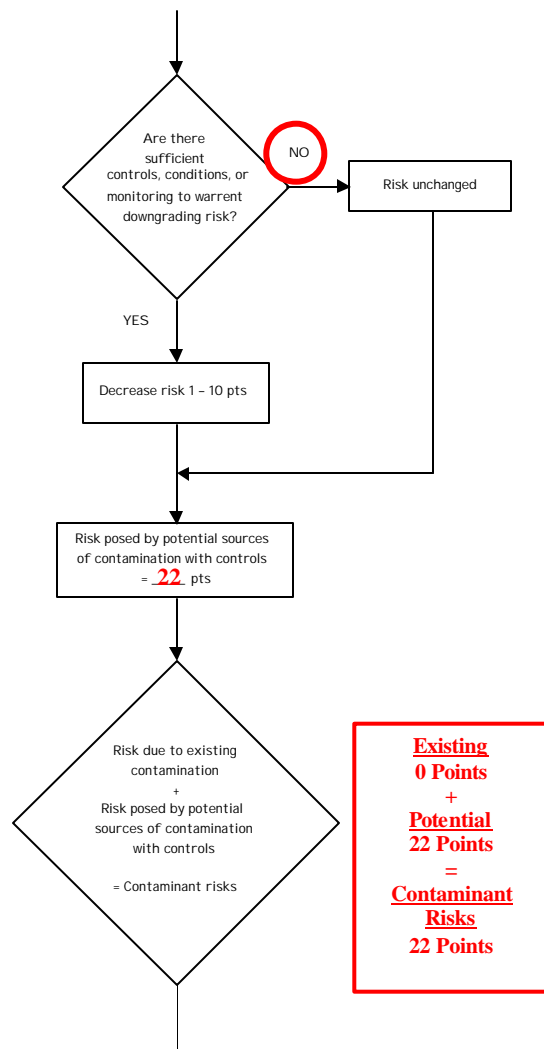 Are there
sufficient
controls, conditions, or
monitoring to warrent
downgrading risk?
NO
Risk unchanged
YES
Decrease risk 1 – 10 pts
Risk posed by potential sources
of contamination with controls
= 22 pts
Risk due to existing
contamination
+
Risk posed by potential
sources of contamination
with controls
= Contaminant risks
Existing
0 Points
+
Potential
22 Points
=
Contaminant
Risks
22 Points